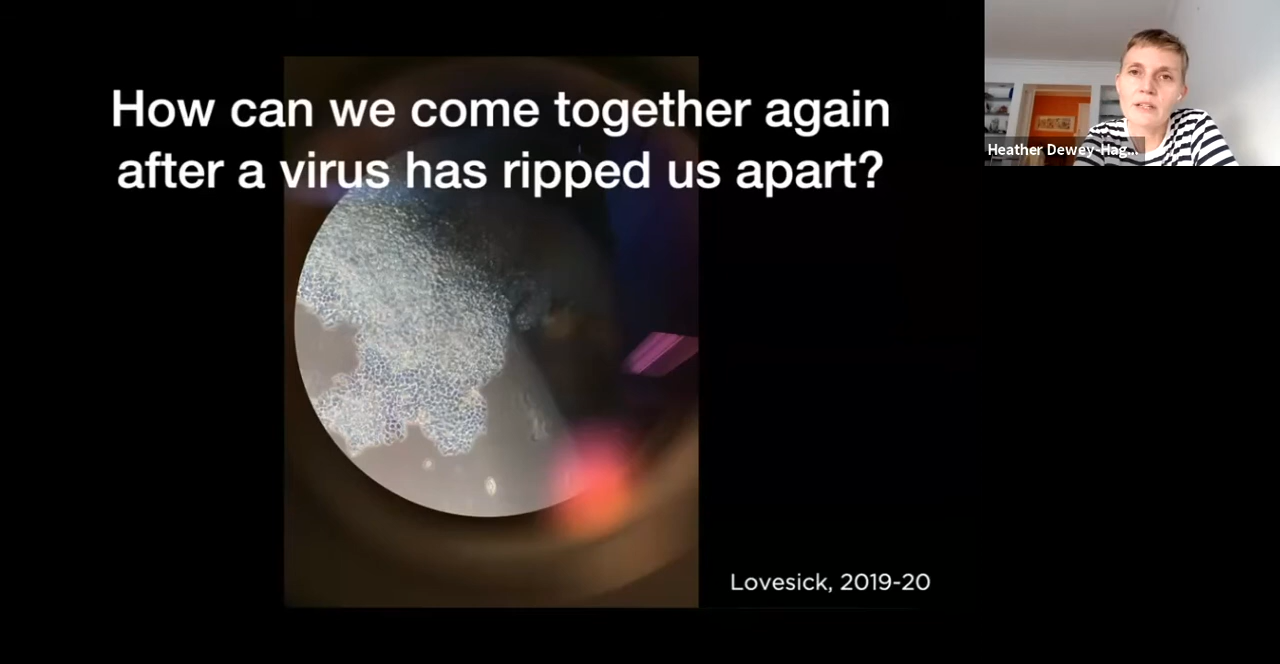 How can we come together again
after a virus has ripped us apart?
Heather Dewey-Hag...
Lovesick, 2019-20